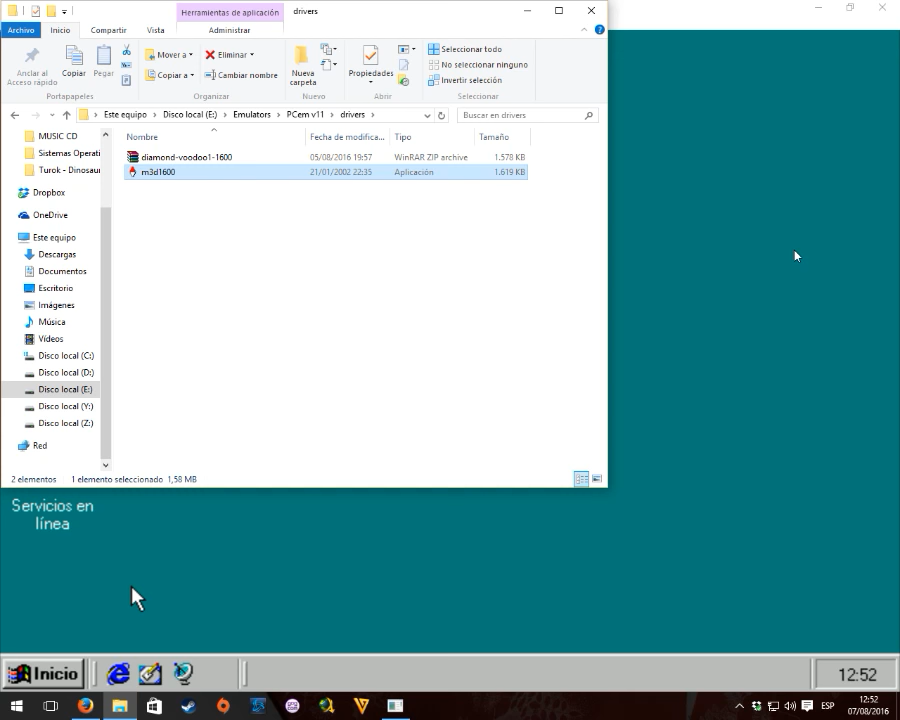 Herramientas de aplicación
drivers
Archivo
Inicio
Compartir
Vista
Administrar
Anclar al
Acceso rápido
Copiar
Pegar
Mover a
Copiar a
Eliminar
Cambiar nombre
Nueva
carpeta
Propiedades
Seleccionar todo
No seleccionar ninguno
Invertir selección
Portapapeles
Organizar
Nuevo
Abrir
Seleccionar
Este equipo > Disco local (E:) > Emulators > PCem v11 > drivers >
Buscar en drivers
Nombre
Fecha de modifica...
Tipo
Tamaño
diamond-voodoo1-1600
05/08/2016 19:57
WinRAR ZIP archive
1.578 KB
m3d1600
21/01/2002 22:35
Aplicación
1.619 KB
MUSIC CD
Sistemas Operati
Turok - Dinosau
Dropbox
OneDrive
Este equipo
Descargas
Documentos
Escritorio
Imágenes
Música
Vídeos
Disco local (C:)
Disco local (D:)
Disco local (E:)
Disco local (Y:)
Disco local (Z:)
Red
2 elementos
1 elemento seleccionado 1,58 MB
Servicios en
línea
Inicio
12:52
ESP
12:52
07/08/2016